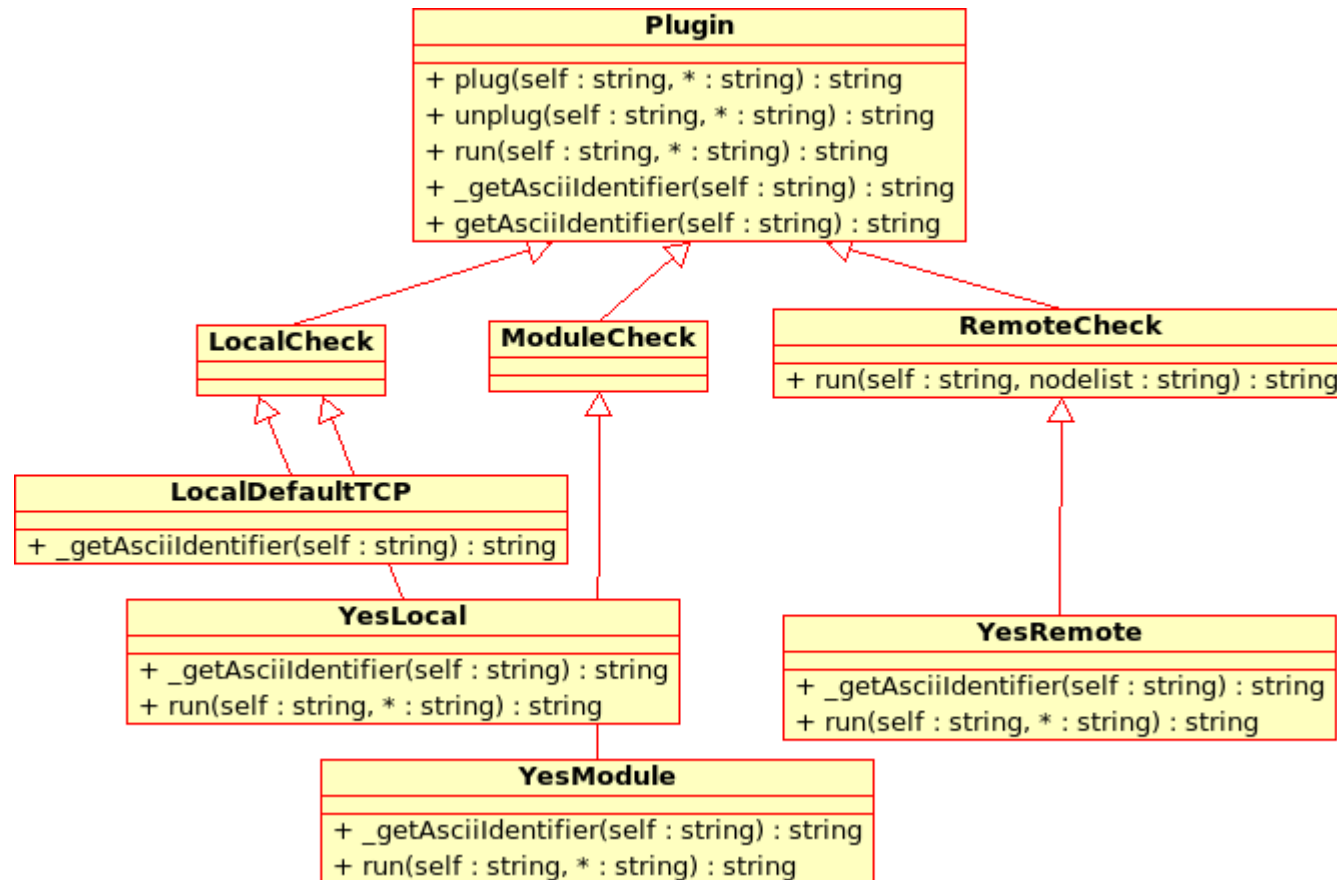 Plugin
+ plug(self : string, * : string) : string
+ unplug(self : string, * : string) : string
+ run(self : string, * : string) : string
+ _getAsciiIdentifier(self : string) : string
+ getAsciiIdentifier(self : string) : string
LocalCheck
ModuleCheck
RemoteCheck
+ run(self : string, nodelist : string) : string
LocalDefaultTCP
+ _getAsciiIdentifier(self : string) : string
YesLocal
+ _getAsciiIdentifier(self : string) : string
+ run(self : string, * : string) : string
YesRemote
+ _getAsciiIdentifier(self : string) : string
+ run(self : string, * : string) : string
YesModule
+ _getAsciiIdentifier(self : string) : string
+ run(self : string, * : string) : string